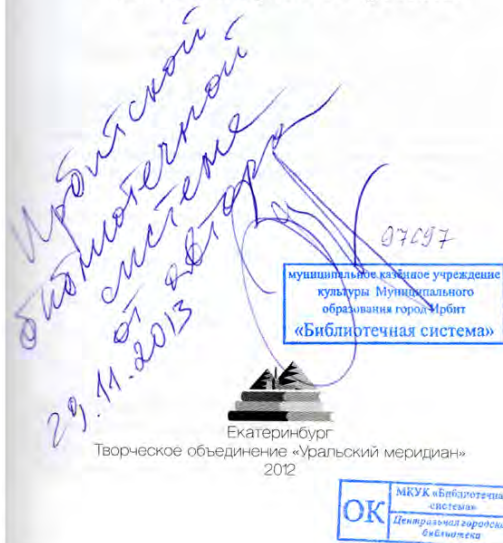 Ирбитской
библиотечной
системе
от автора
29.11.2013
97697
муниципальное казённое учреждение
культуры Муниципального
образования город Ирбит
«Библиотечная система»
Екатеринбург
Творческое объединение «Уральский меридиан»
2012
ОК
МКУК «Библиотечная
система»
Центральная городская
библиотека